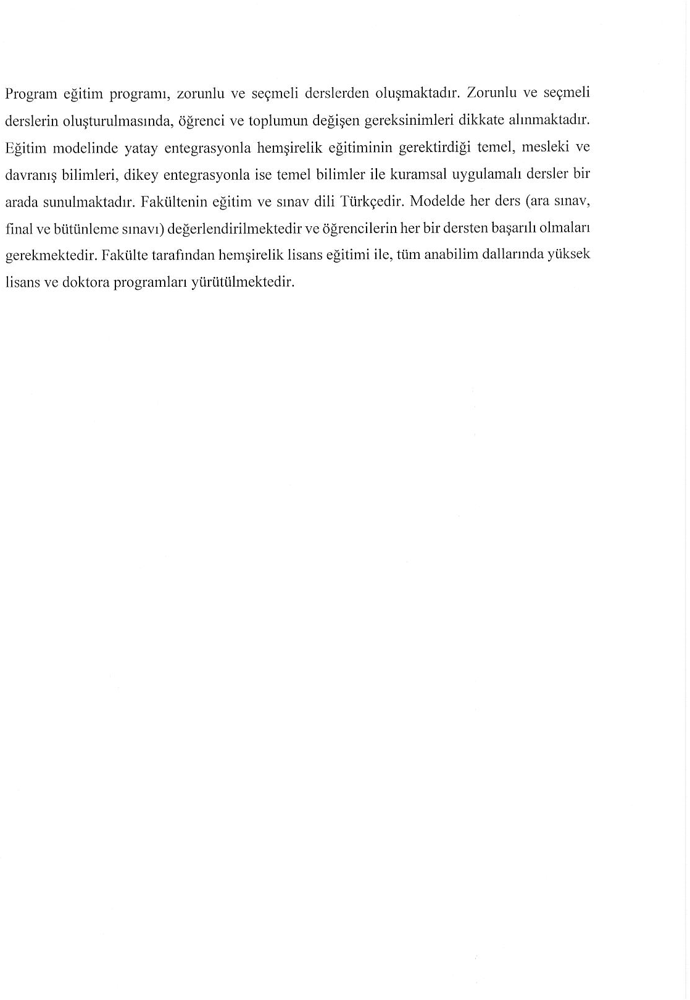 Program eğitim programı, zorunlu ve seçmeli derslerden oluşmaktadır. Zorunlu ve seçmeli
derslerin oluşturulmasında, öğrenci ve toplumun değişen gereksinimleri dikkate alınmaktadır.
Eğitim modelinde yatay entegrasyonla hemşirelik eğitiminin gerektirdiği temel, mesleki ve
davranış bilimleri, dikey entegrasyonla ise temel bilimler ile kuramsal uygulamalı dersler bir
arada sunulmaktadır. Fakültenin eğitim ve sınav dili Türkçedir. Modelde her ders (ara sınav,
final ve bütünleme sınavı) değerlendirilmektedir ve öğrencilerin her bir dersten başarılı olmaları
gerekmektedir. Fakülte tarafından hemşirelik lisans eğitimi ile, tüm anabilim dallarında yüksek
lisans ve doktora programları yürütülmektedir.